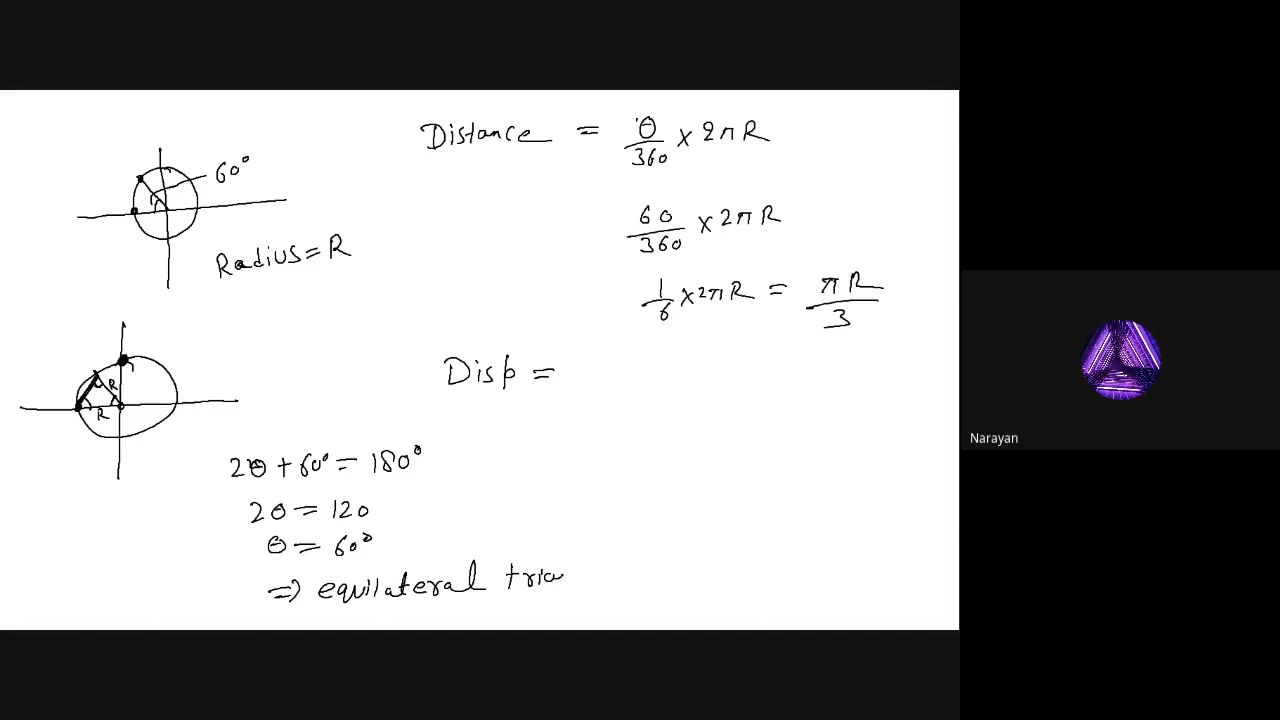 Distance = θ/360 × 2πR
60°
60/360 × 2πR
Radius = R
1/6 × 2πR = πR/3
Disp =
R
R
2θ + 60° = 180°
2θ = 120
θ = 60°
=> equilateral tria
Narayan